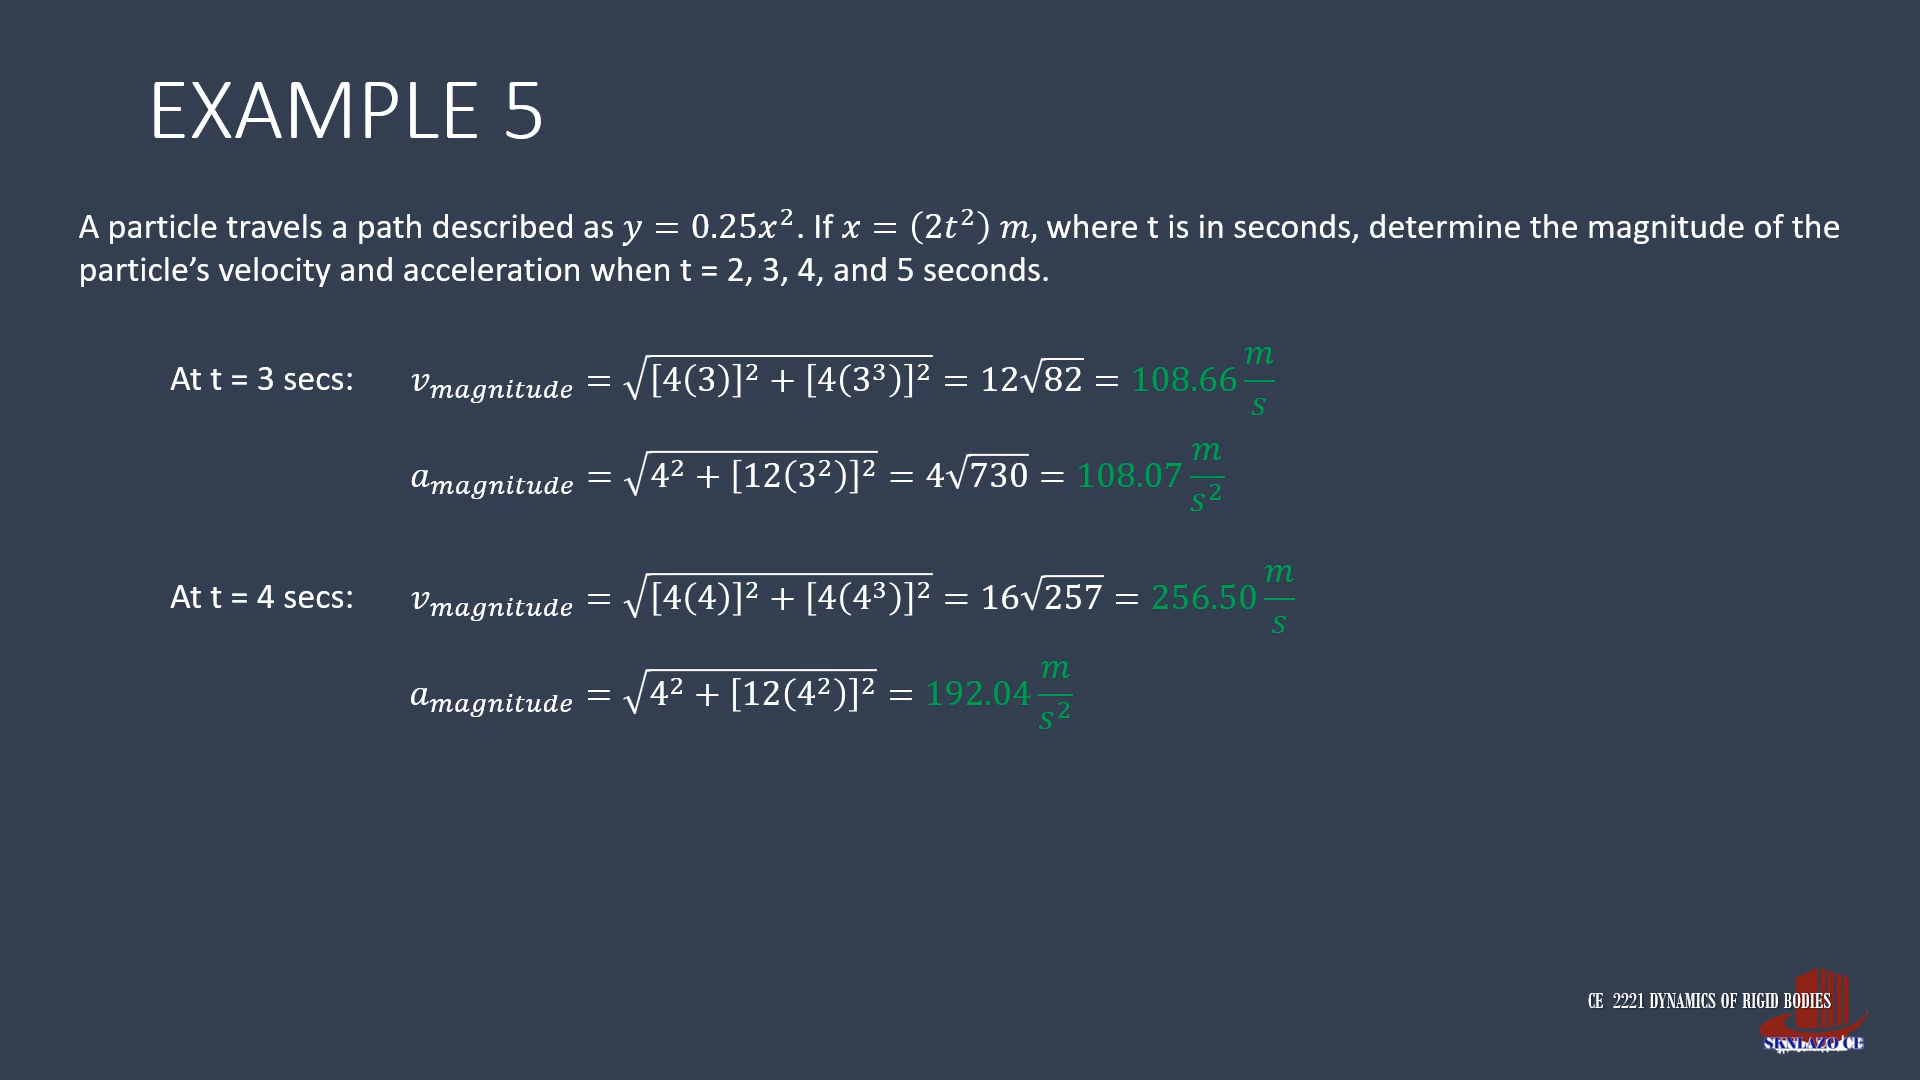 EXAMPLE 5
A particle travels a path described as y = 0.25x². If x = (2t²) m, where t is in seconds, determine the magnitude of the
particle’s velocity and acceleration when t = 2, 3, 4, and 5 seconds.
At t = 3 secs: v_magnitude = √([4(3)]² + [4(3³)]²) = 12√82 = 108.66 m/s
a_magnitude = √(4² + [12(3²)]²) = 4√730 = 108.07 m/s²
At t = 4 secs: v_magnitude = √([4(4)]² + [4(4³)]²) = 16√257 = 256.50 m/s
a_magnitude = √(4² + [12(4²)]²) = 192.04 m/s²
CE 2221 DYNAMICS OF RIGID BODIES